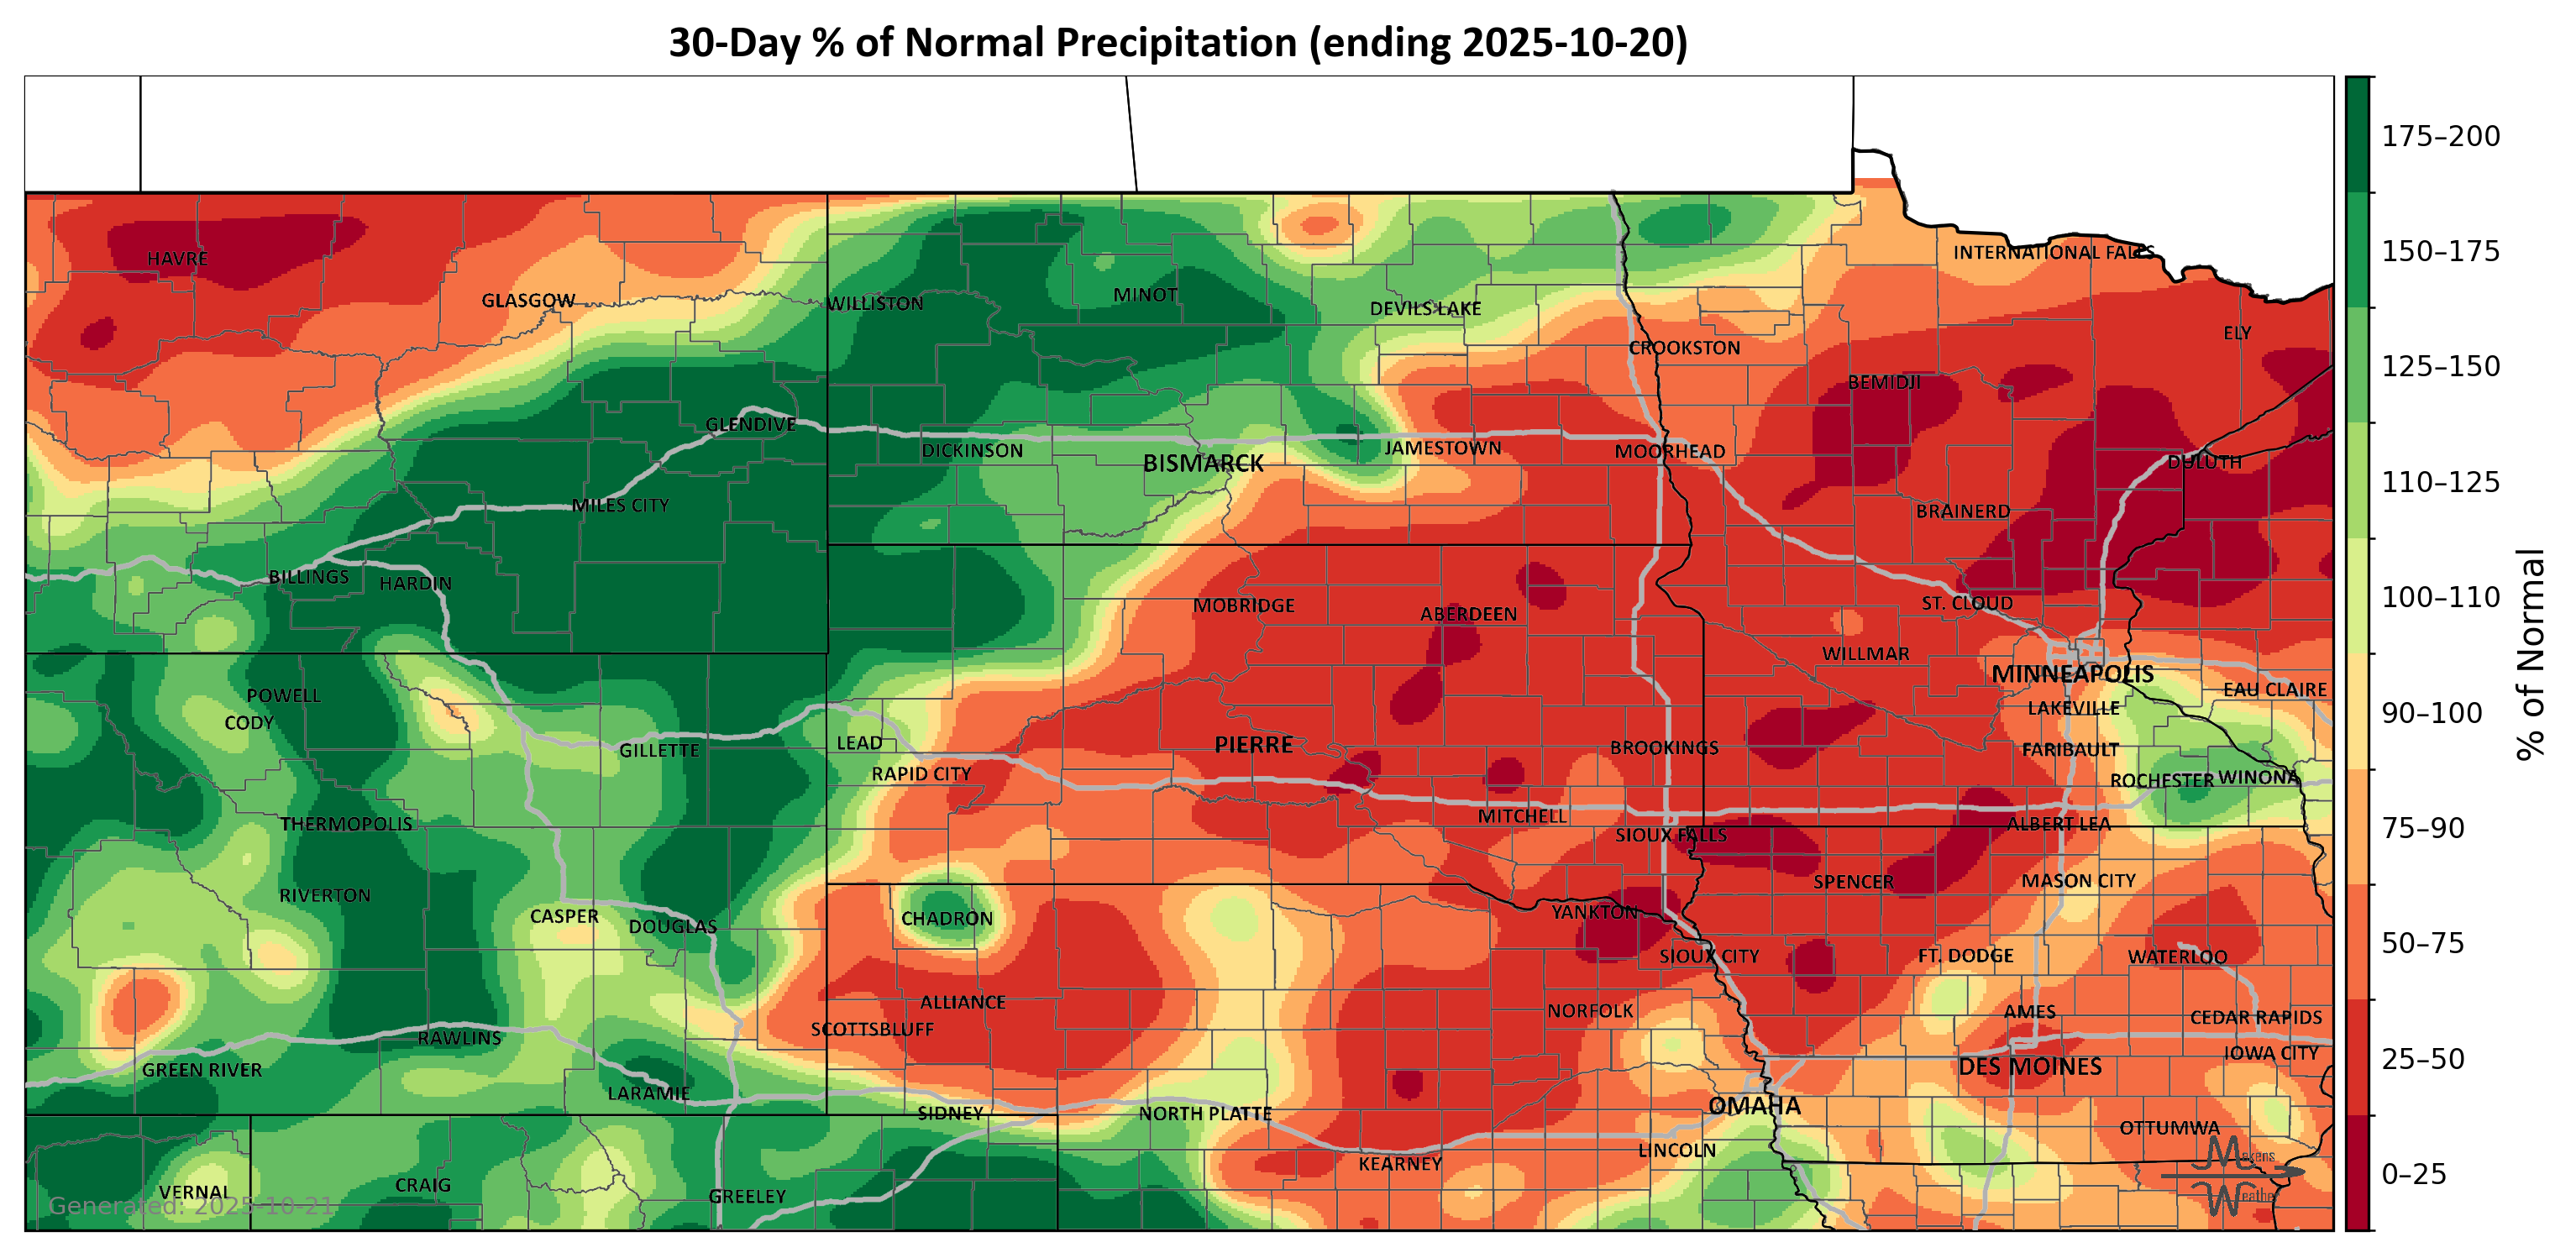 30-Day % of Normal Precipitation (ending 2025-10-20)
HAVRE
INTERNATIONAL FALLS
GLASGOW
WILLISTON
MINOT
DEVILS LAKE
ELY
CROOKSTON
BEMIDJI
GLENDIVE
DICKINSON
BISMARCK
JAMESTOWN
MOORHEAD
DULUTH
MILES CITY
BRAINERD
BILLINGS
HARDIN
MOBRIDGE
ABERDEEN
ST. CLOUD
WILLMAR
MINNEAPOLIS
POWELL
EAU CLAIRE
CODY
LAKEVILLE
GILLETTE
LEAD
PIERRE
BROOKINGS
FARIBAULT
RAPID CITY
ROCHESTER
WINONA
THERMOPOLIS
MITCHELL
SIOUX FALLS
ALBERT LEA
RIVERTON
SPENCER
MASON CITY
CASPER
DOUGLAS
CHADRON
YANKTON
SIOUX CITY
FT. DODGE
WATERLOO
ALLIANCE
NORFOLK
AMES
CEDAR RAPIDS
SCOTTSBLUFF
RAWLINS
IOWA CITY
GREEN RIVER
DES MOINES
LARAMIE
OMAHA
SIDNEY
NORTH PLATTE
OTTUMWA
LINCOLN
KEARNEY
VERNAL
CRAIG
GREELEY
Generated: 2025-10-21
Makens
Weather
175–200
150–175
125–150
110–125
100–110
90–100
75–90
50–75
25–50
0–25
% of Normal